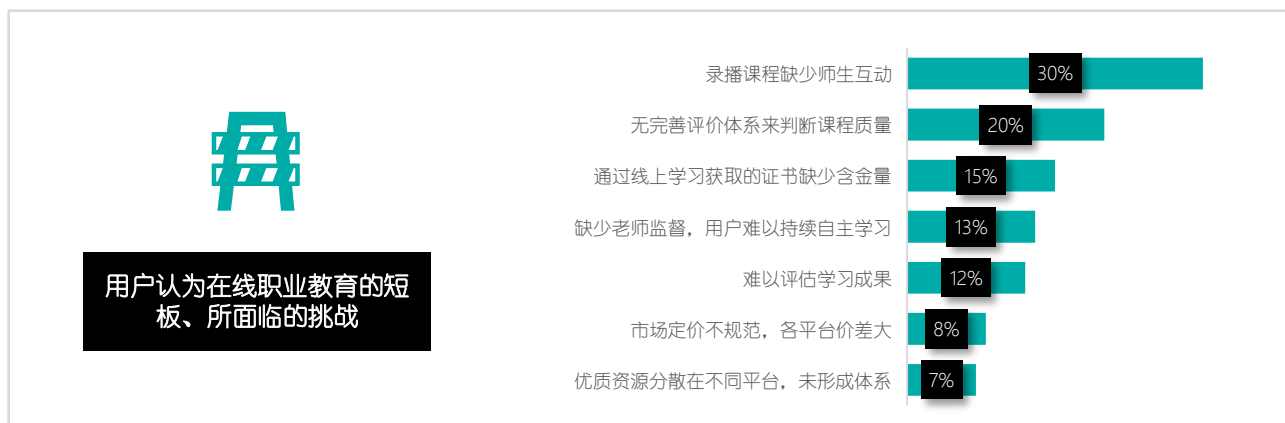 录播课程缺少师生互动 30%
无完善评价体系来判断课程质量 20%
通过线上学习获取的证书缺少含金量 15%
缺少老师监督，用户难以持续自主学习 13%
难以评估学习成果 12%
市场定价不规范，各平台价差大 8%
优质资源分散在不同平台，未形成体系 7%
用户认为在线职业教育的短
板、所面临的挑战